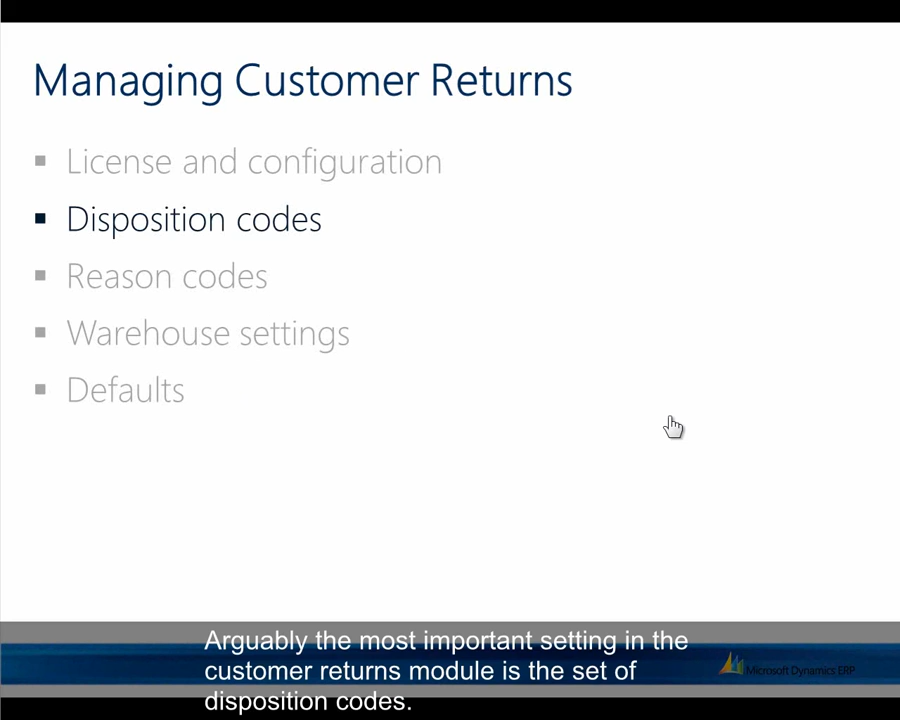 Managing Customer Returns
License and configuration
Disposition codes
Reason codes
Warehouse settings
Defaults
Arguably the most important setting in the
customer returns module is the set of
disposition codes.
Microsoft Dynamics ERP